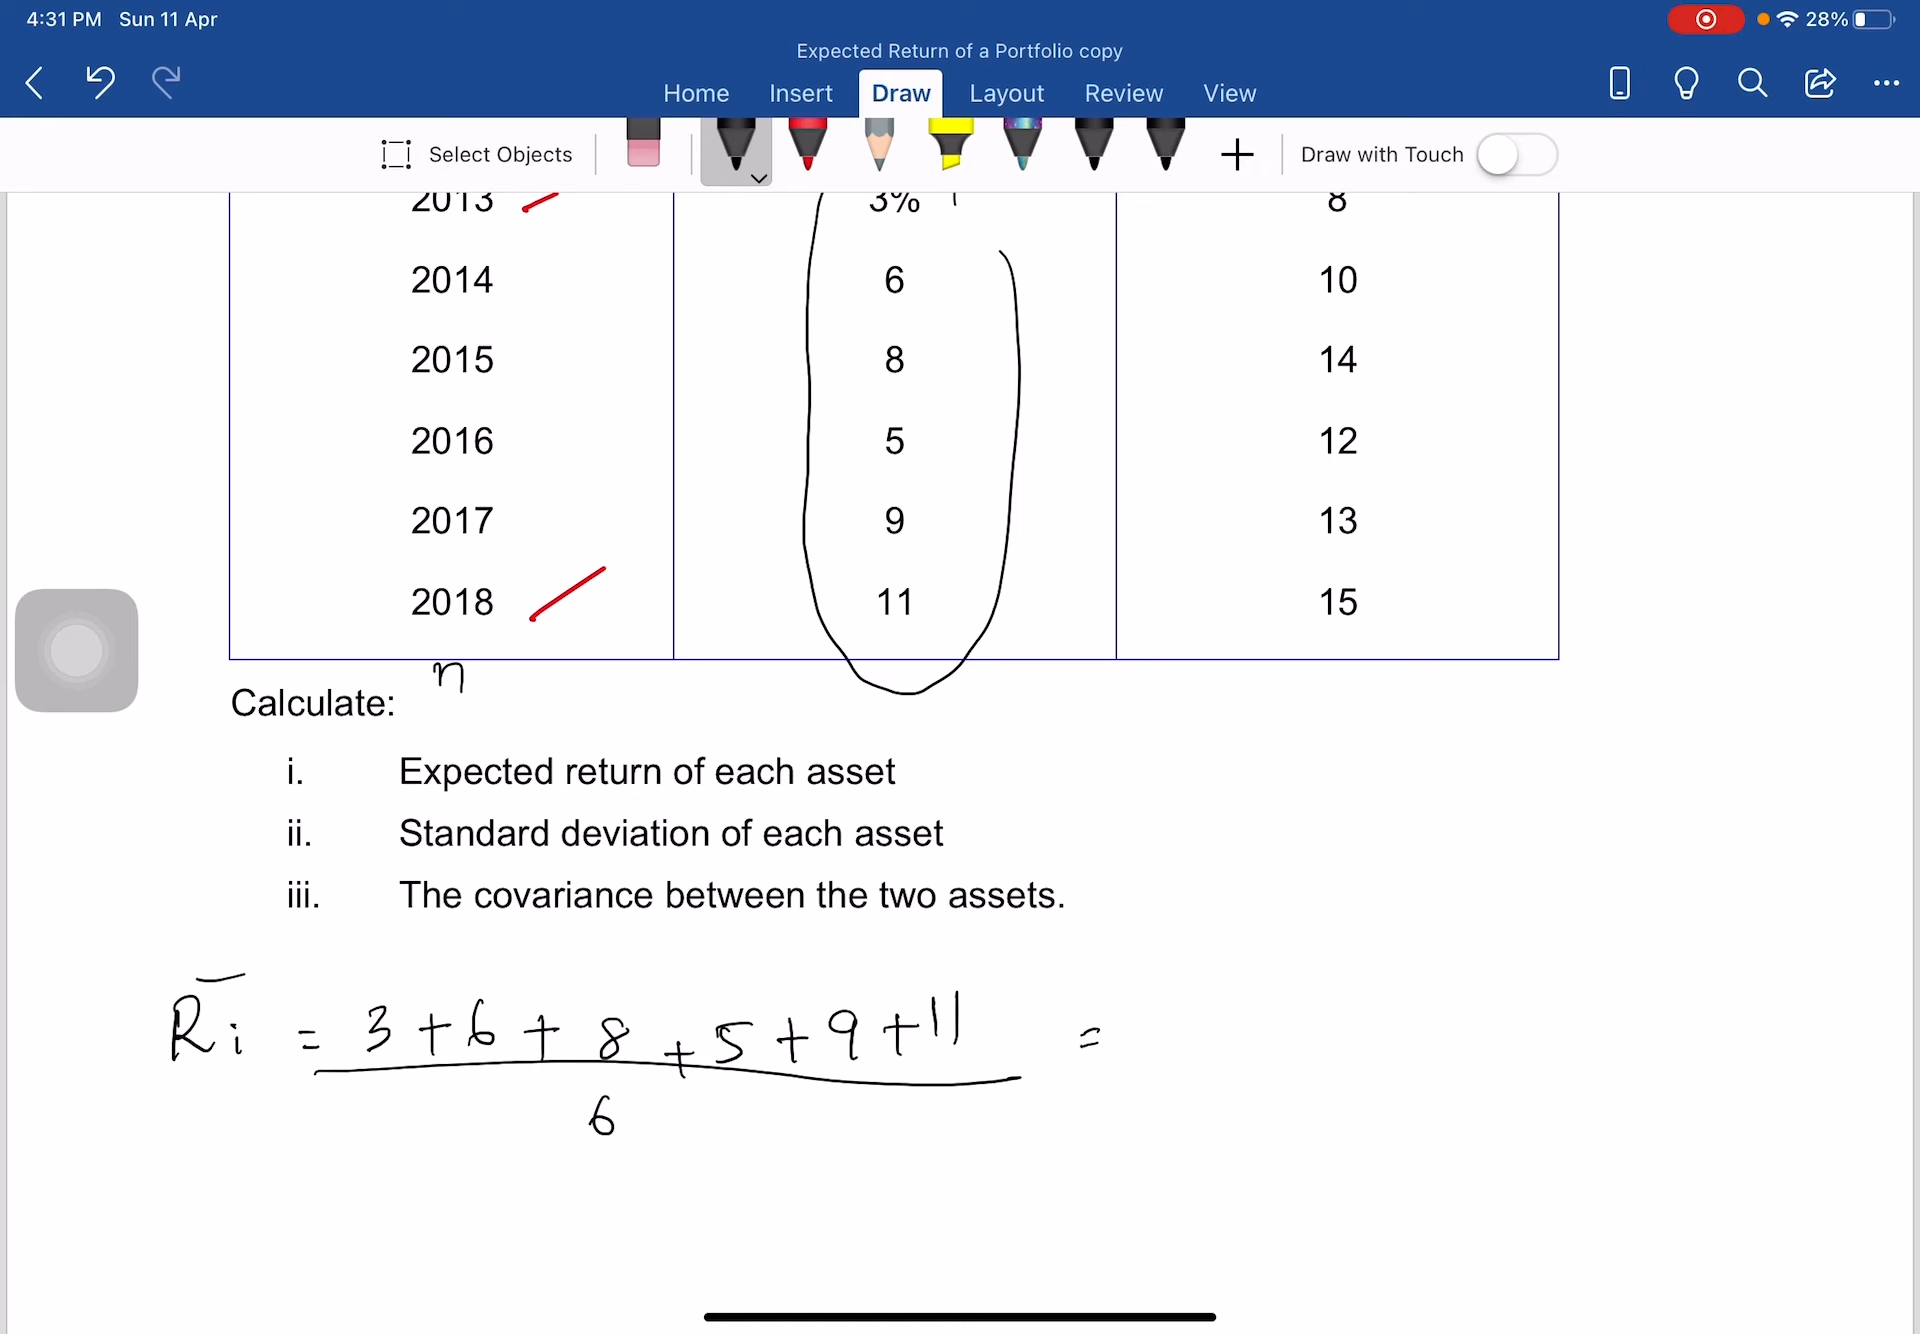 4:31 PM Sun 11 Apr
28%
Expected Return of a Portfolio copy
Home Insert Draw Layout Review View
Select Objects
Draw with Touch
2013 3% 8
2014 6 10
2015 8 14
2016 5 12
2017 9 13
2018 11 15
n
Calculate:
i. Expected return of each asset
ii. Standard deviation of each asset
iii. The covariance between the two assets.
R̅i = 3 + 6 + 8 + 5 + 9 + 11 =
6